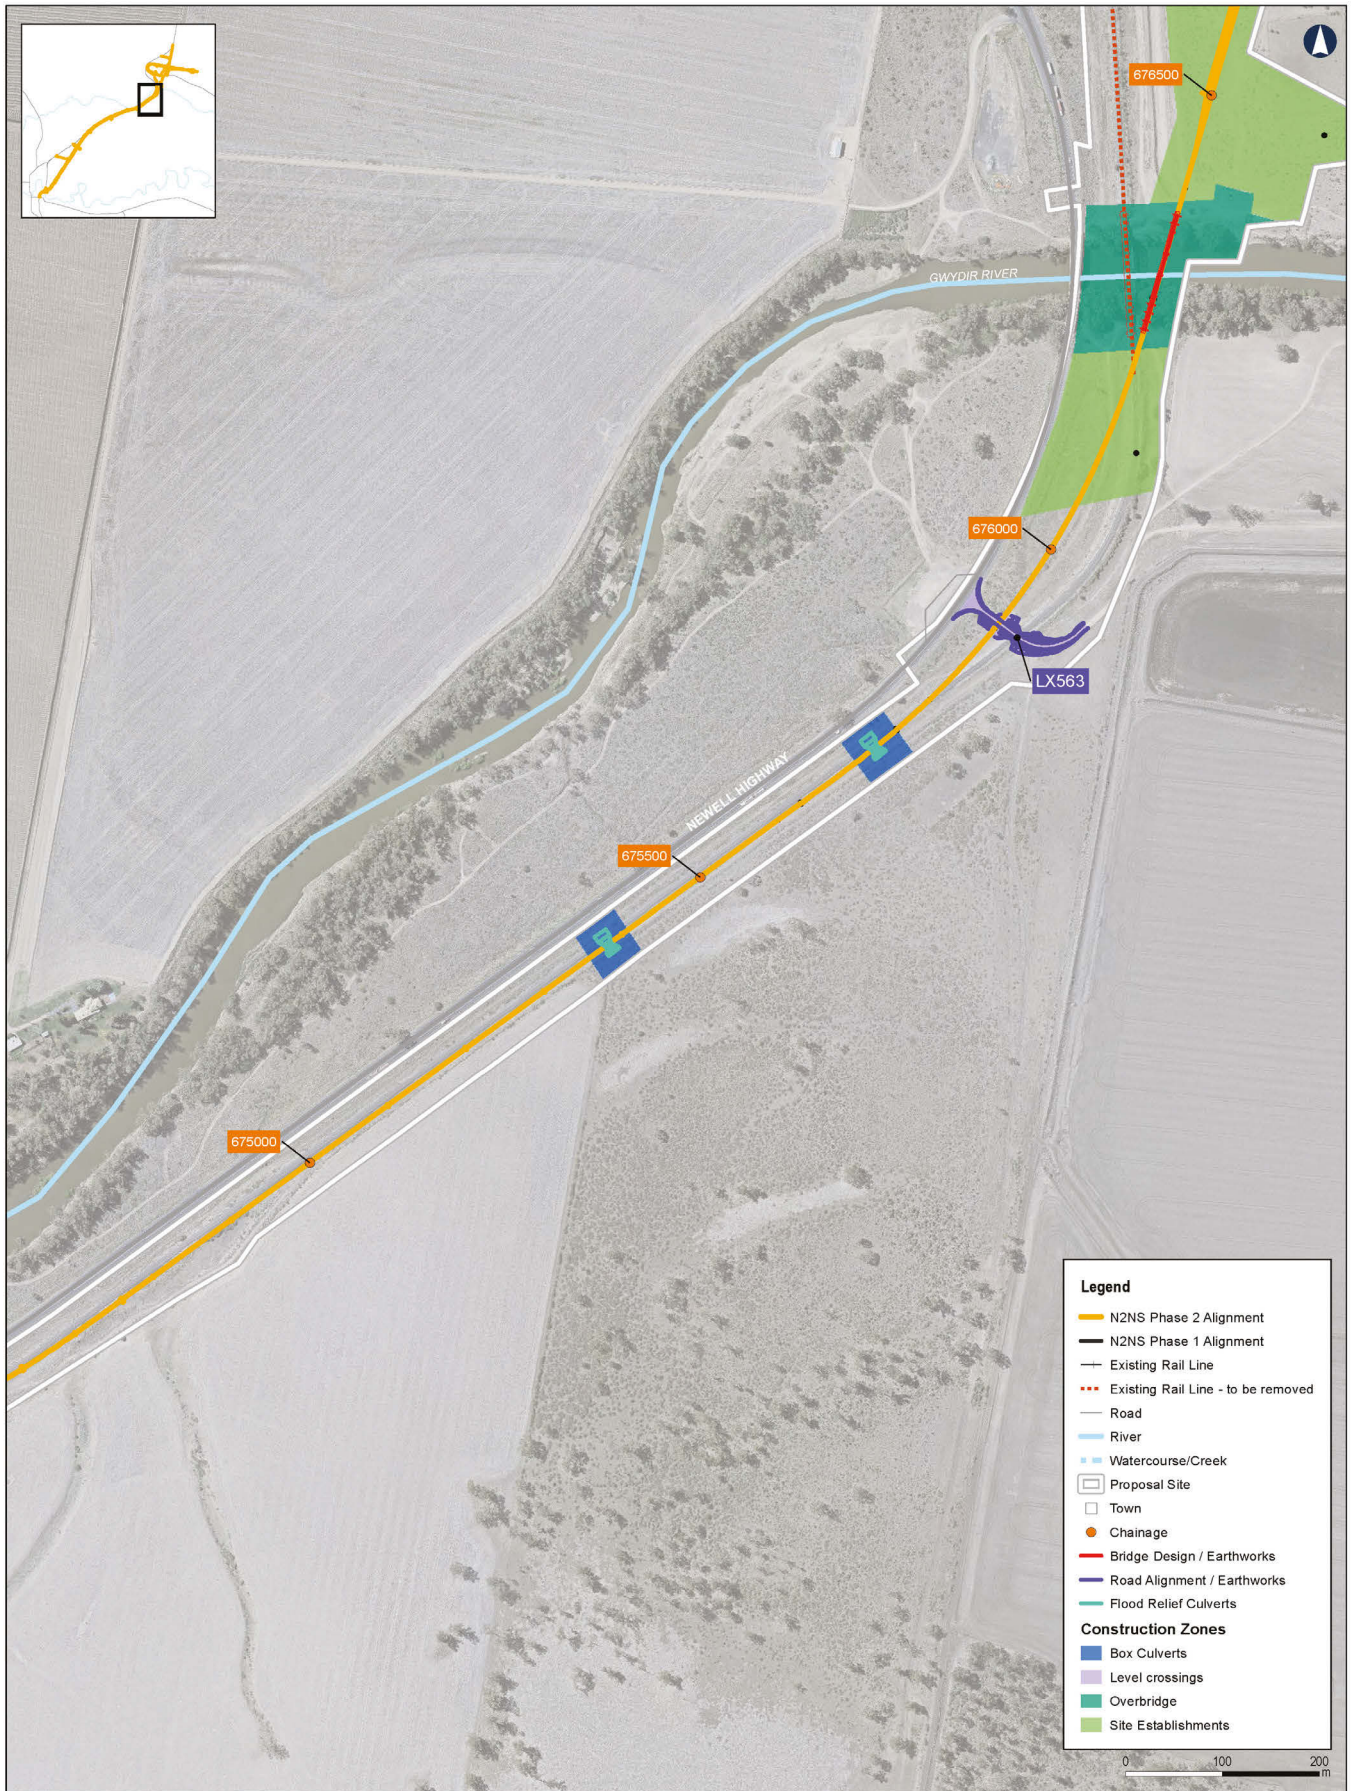 676500
GWYDIR RIVER
676000
LX563
NEWELL HIGHWAY
675500
675000
Legend
N2NS Phase 2 Alignment
N2NS Phase 1 Alignment
Existing Rail Line
Existing Rail Line - to be removed
Road
River
Watercourse/Creek
Proposal Site
Town
Chainage
Bridge Design / Earthworks
Road Alignment / Earthworks
Flood Relief Culverts
Construction Zones
Box Culverts
Level crossings
Overbridge
Site Establishments
0 100 200
m